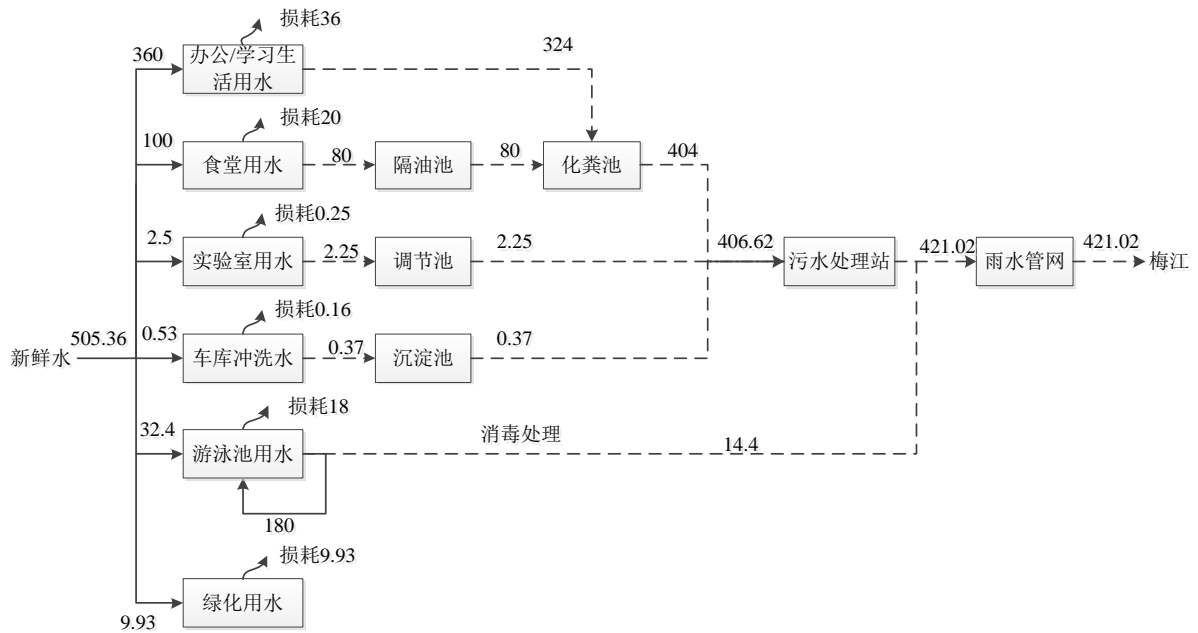 损耗36
360
办公/学习生
活用水
324
损耗20
100
食堂用水
80
隔油池
80
化粪池
404
损耗0.25
2.5
实验室用水
2.25
调节池
2.25
406.62
污水处理站
421.02
雨水管网
421.02
梅江
损耗0.16
新鲜水
505.36
0.53
车库冲洗水
0.37
沉淀池
0.37
损耗18
32.4
游泳池用水
消毒处理
14.4
180
损耗9.93
绿化用水
9.93